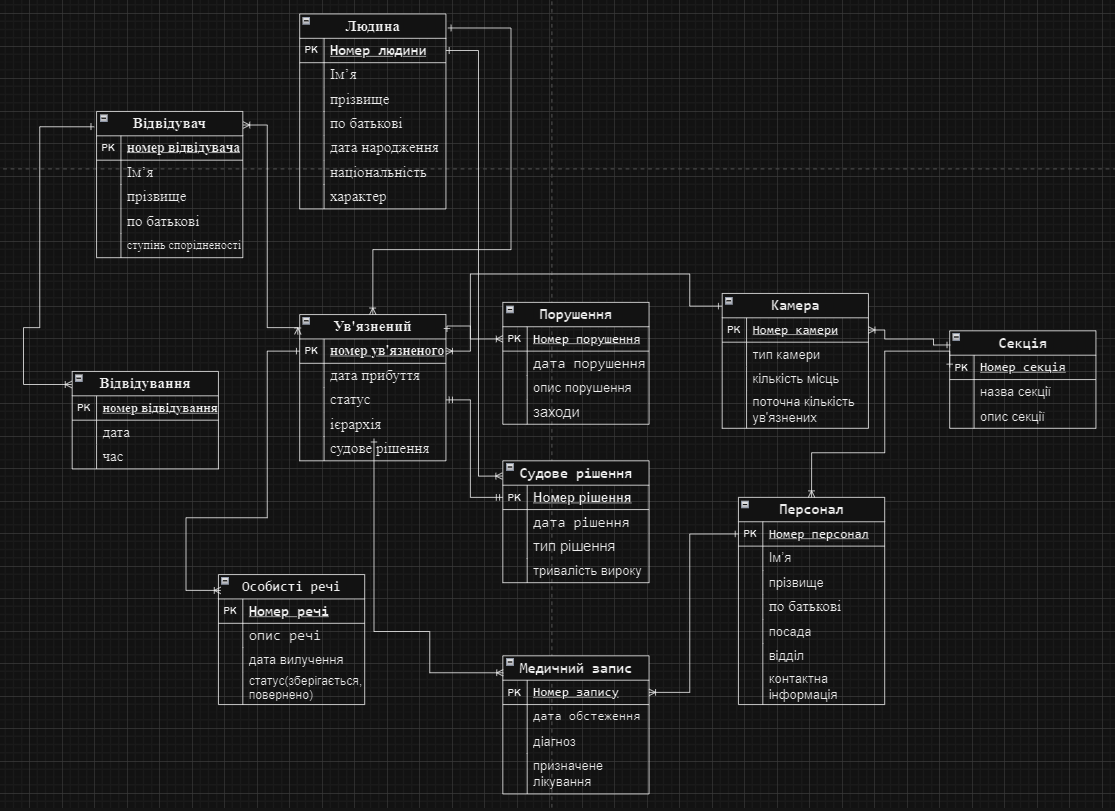 Людина
PK Номер людини
Ім'я
прізвище
по батькові
дата народження
національність
характер
Відвідувач
PK номер відвідувача
Ім'я
прізвище
по батькові
ступінь спорідненості
Ув'язнений
PK номер ув'язненого
дата прибуття
статус
ієрархія
судове рішення
Порушення
PK Номер порушення
дата порушення
опис порушення
заходи
Камера
PK Номер камери
тип камери
кількість місць
поточна кількість
ув'язнених
Секція
PK Номер секція
назва секції
опис секції
Відвідування
PK номер відвідування
дата
час
Судове рішення
PK Номер рішення
дата рішення
тип рішення
тривалість вироку
Персонал
PK Номер персонал
Ім'я
прізвище
по батькові
посада
відділ
контактна
інформація
Особисті речі
PK Номер речі
опис речі
дата вилучення
статус(зберігається,
повернено)
Медичний запис
PK Номер запису
дата обстеження
діагноз
призначене
лікування